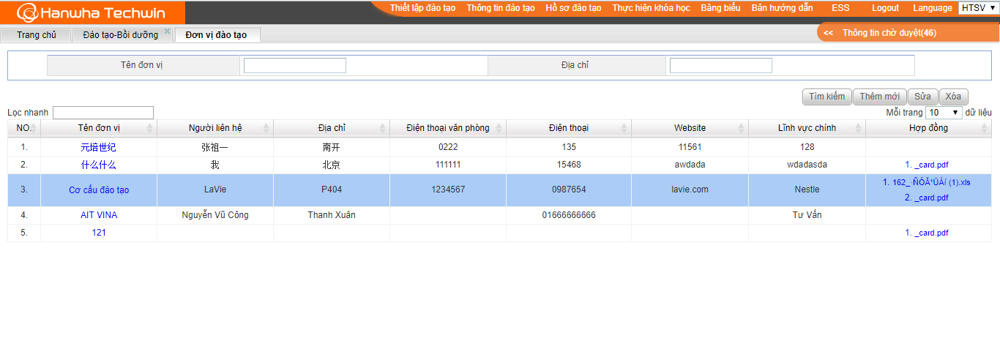 Hanwha Techwin
Thiết lập đào tạo Thông tin đào tạo Hồ sơ đào tạo Thực hiện khóa học Bảng biểu Bản hướng dẫn ESS Logout Language HTSV
Trang chủ Đào tạo-Bồi dưỡng Đơn vị đào tạo
<< Thông tin chờ duyệt(46)
Tên đơn vị Địa chỉ
Tìm kiếm Thêm mới Sửa Xóa
Lọc nhanh Mỗi trang 10 dữ liệu
NO. Tên đơn vị Người liên hệ Địa chỉ Điện thoại văn phòng Điện thoại Website Lĩnh vực chính Hợp đồng
1. 元培世纪 张祖一 南开 0222 135 11561 128
2. 什么什么 我 北京 111111 15468 awdada wdadasda 1. _card.pdf
3. Cơ cấu đào tạo LaVie P404 1234567 0987654 lavie.com Nestle 1. 162_·ÑÓÃ¹ÜÀí (1).xls
2. _card.pdf
4. AIT VINA Nguyễn Vũ Công Thanh Xuân 01666666666 Tư Vấn
5. 121 1. _card.pdf